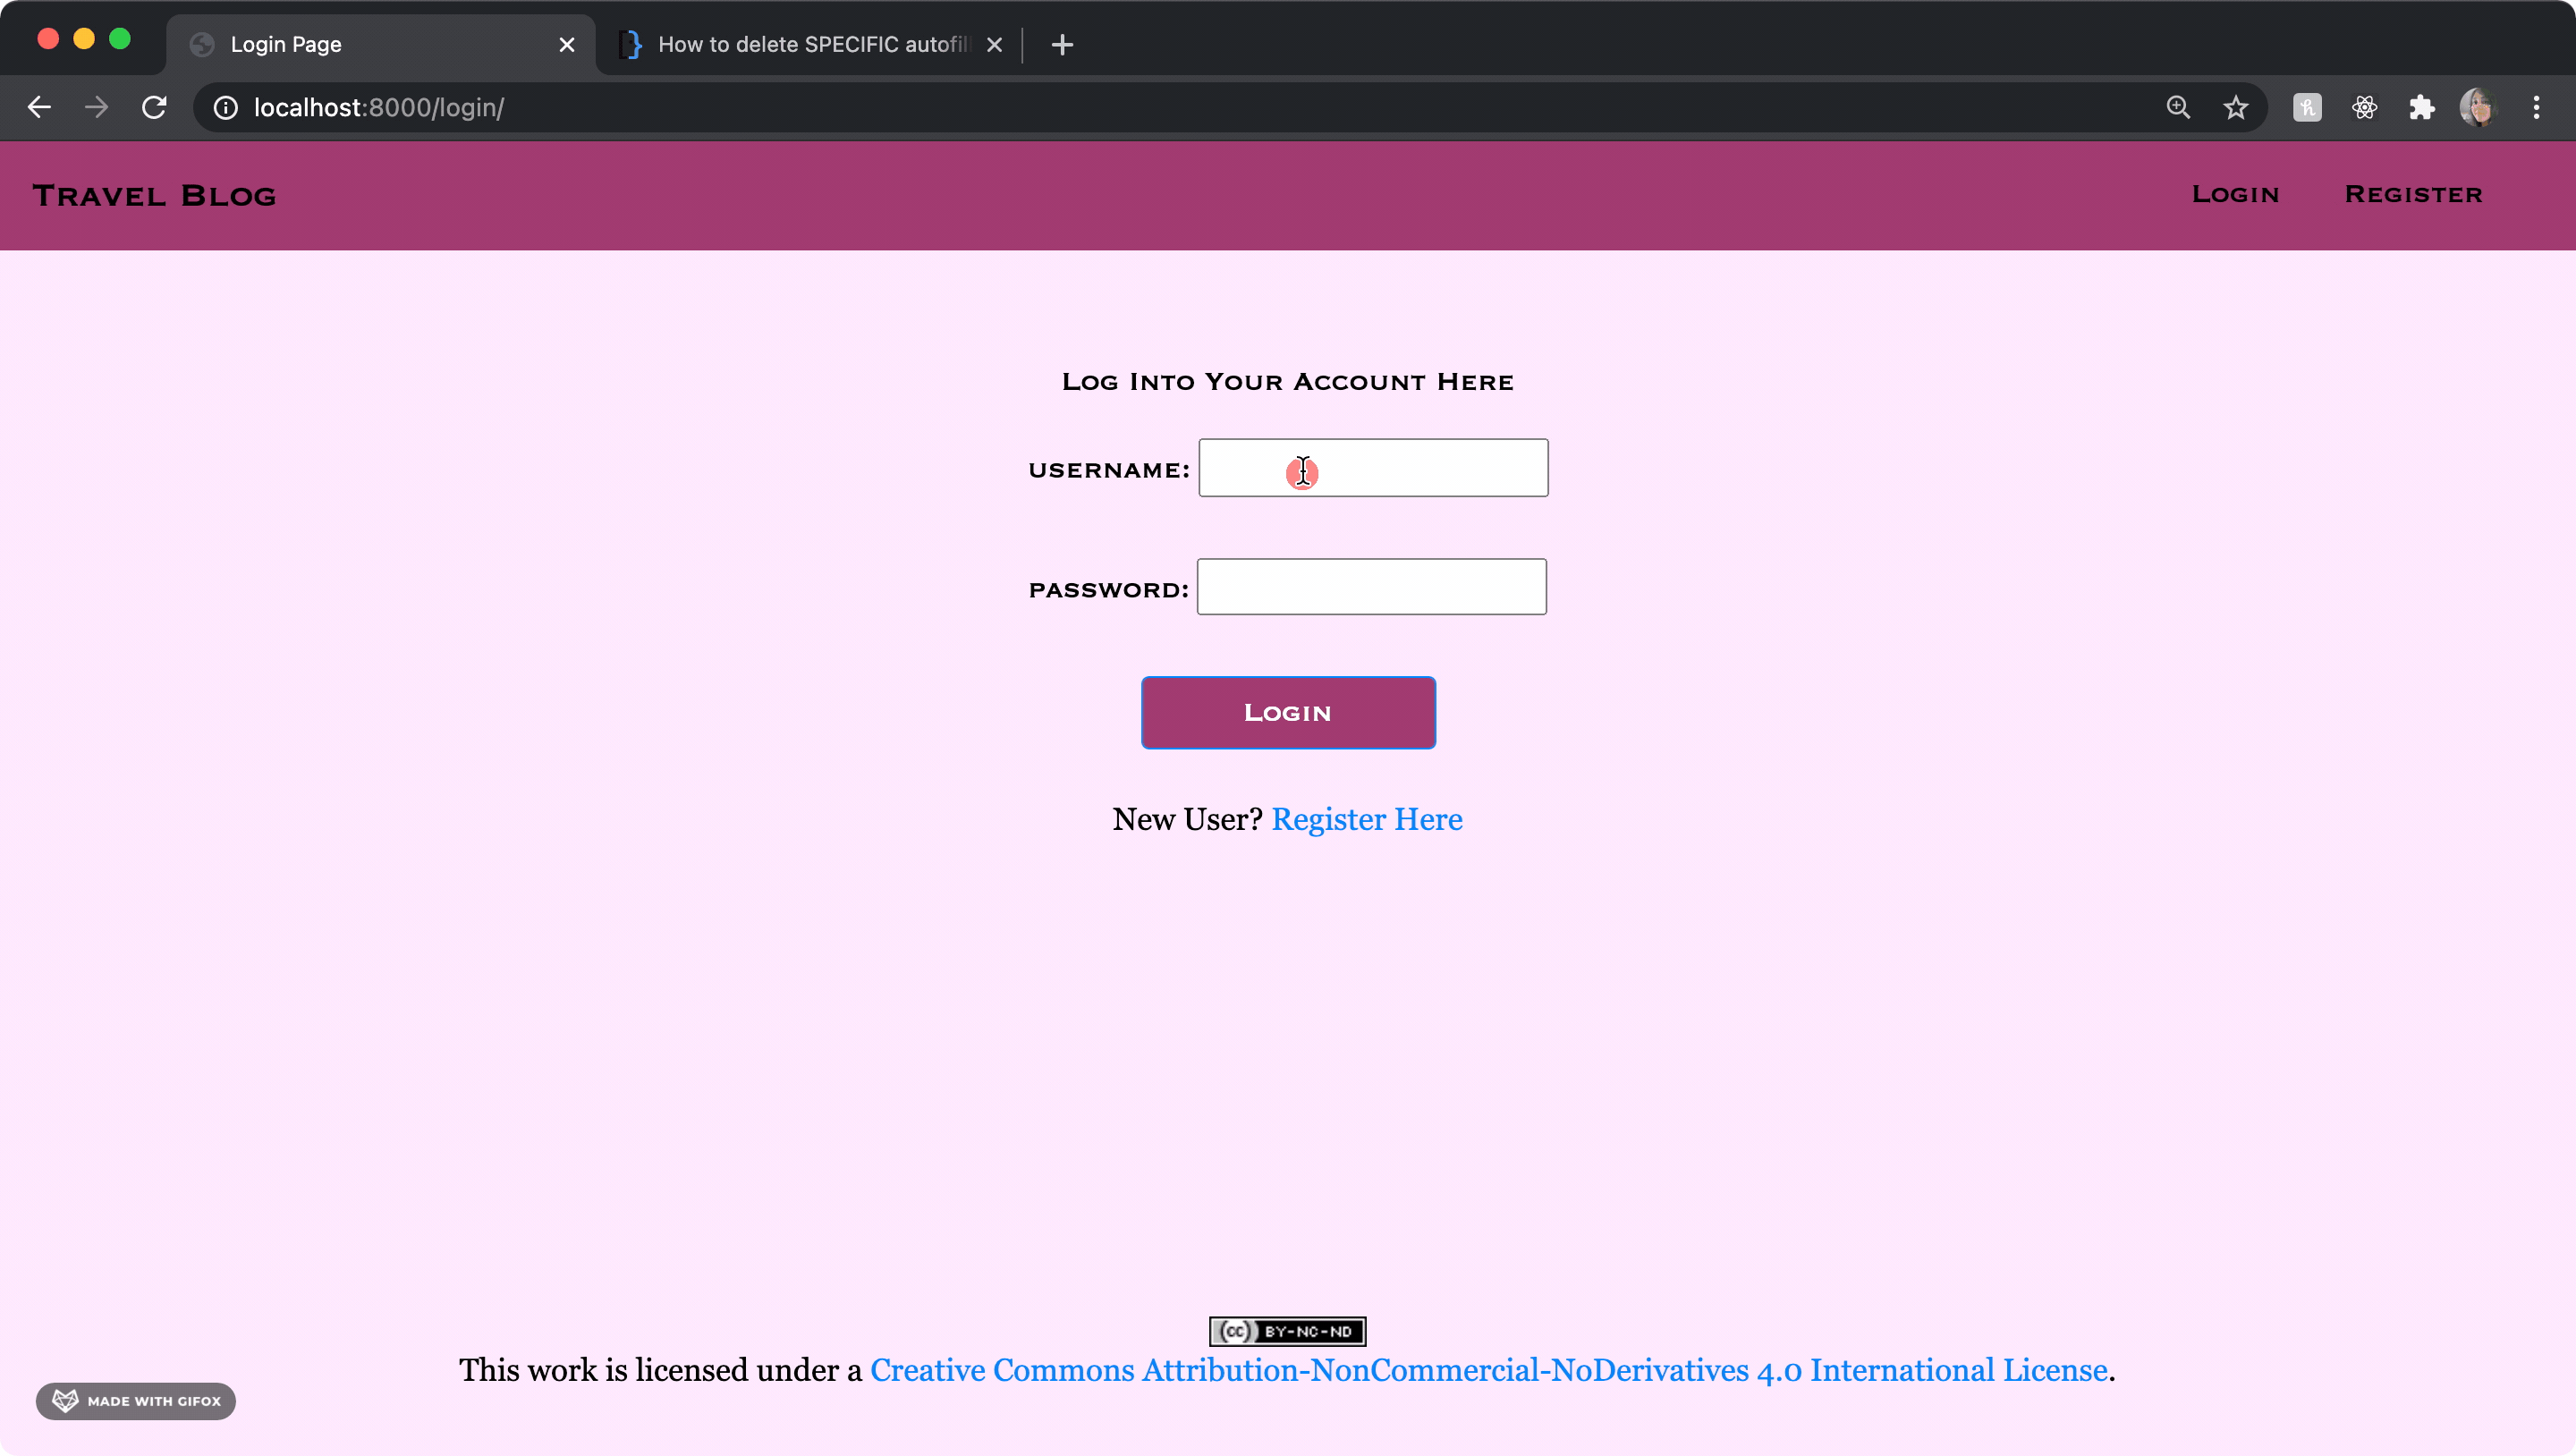 Login Page
How to delete SPECIFIC autofill
localhost:8000/login/
Travel Blog
Login
Register
Log Into Your Account Here
username:
password:
Login
New User? Register Here
(cc) BY-NC-ND
This work is licensed under a Creative Commons Attribution-NonCommercial-NoDerivatives 4.0 International License.
MADE WITH GIFOX